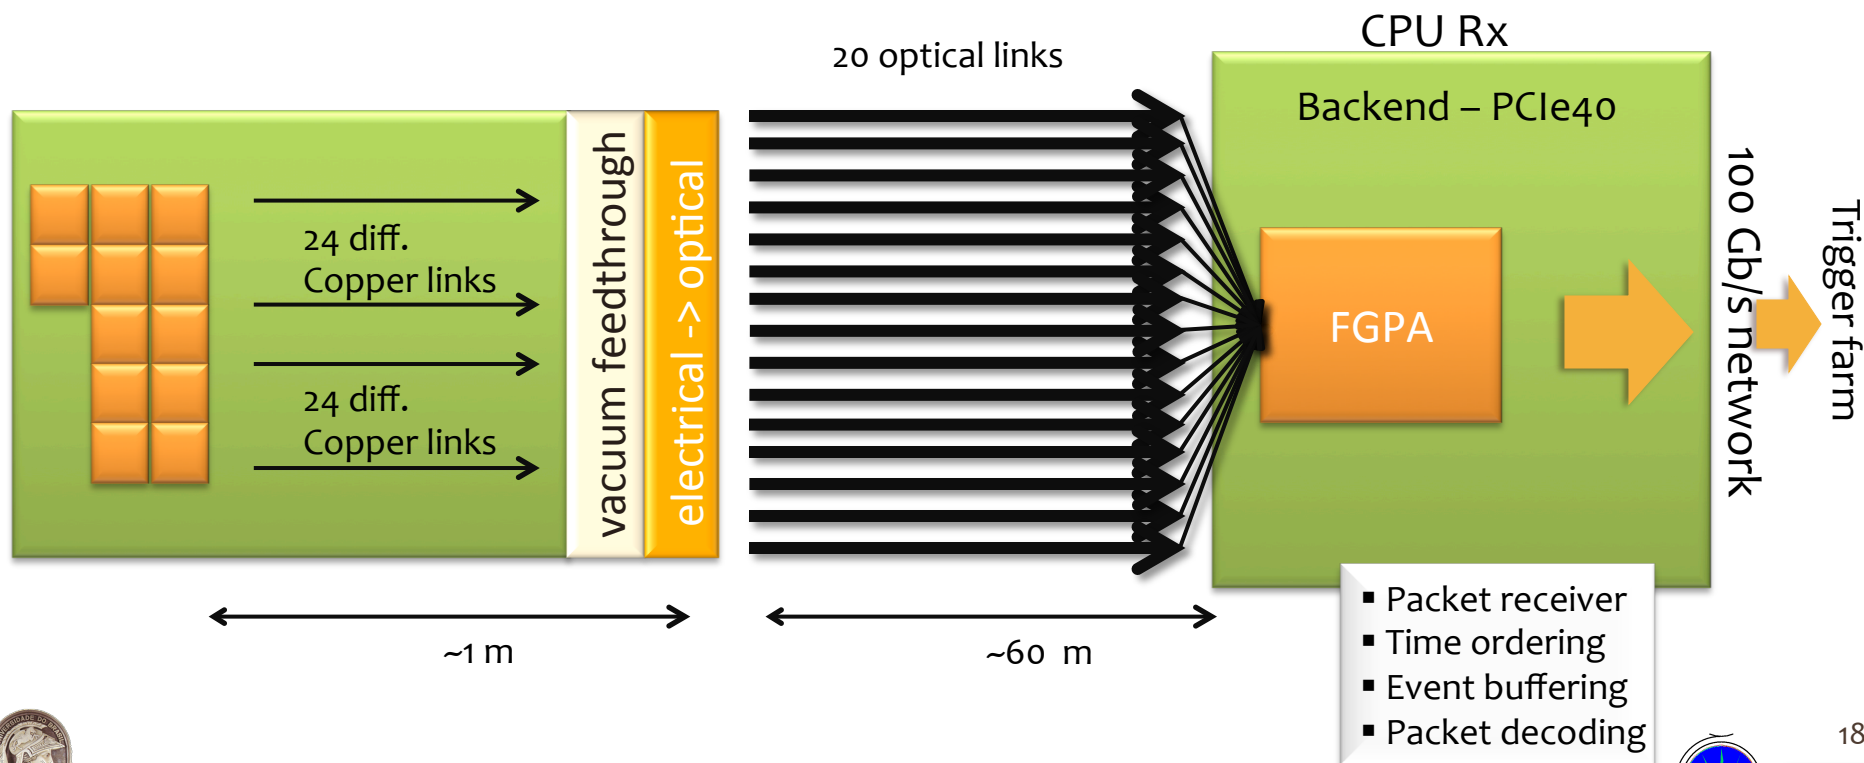 CPU Rx
20 optical links
Backend – PCIe40
24 diff.
Copper links
24 diff.
Copper links
vacuum feedthrough
electrical -> optical
FGPA
100 Gb/s network
Trigger farm
~1 m
~60 m
▪ Packet receiver
▪ Time ordering
▪ Event buffering
▪ Packet decoding
18